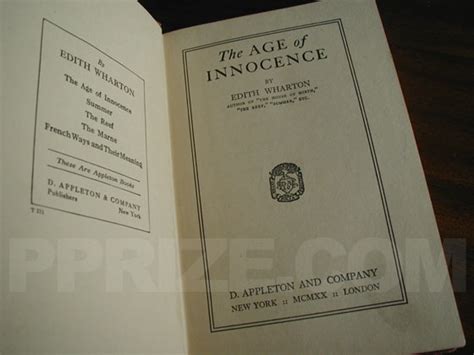 By
EDITH WHARTON
The Age of Innocence
Summer
The Reef
The Marne
French Ways and Their Meaning
These Are Appleton Books
D. APPLETON & COMPANY
Publishers New York
The AGE of
INNOCENCE
BY
EDITH WHARTON
AUTHOR OF "THE HOUSE OF MIRTH,"
"THE REEF," "SUMMER," ETC.
D. APPLETON AND COMPANY
NEW YORK :: MCMXX :: LONDON
PPRIZE.COM